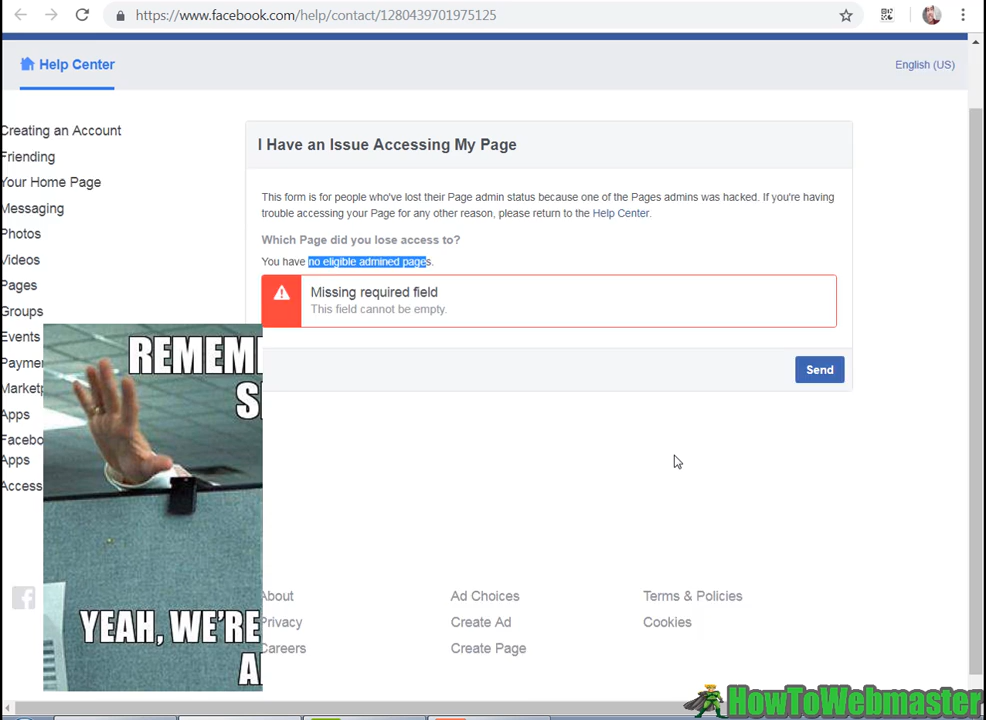 https://www.facebook.com/help/contact/1280439701975125
Help Center
English (US)
Creating an Account
Friending
Your Home Page
Messaging
Photos
Videos
Pages
Groups
Events
Marketp
Apps
Facebo
Apps
Access
I Have an Issue Accessing My Page
This form is for people who've lost their Page admin status because one of the Pages admins was hacked. If you're having
trouble accessing your Page for any other reason, please return to the Help Center.
Which Page did you lose access to?
You have no eligible admined pages.
Missing required field
This field cannot be empty.
Send
REMEM
S
YEAH, WE'RE
A
About
Privacy
Careers
Ad Choices
Create Ad
Create Page
Terms & Policies
Cookies
HowToWebmaster